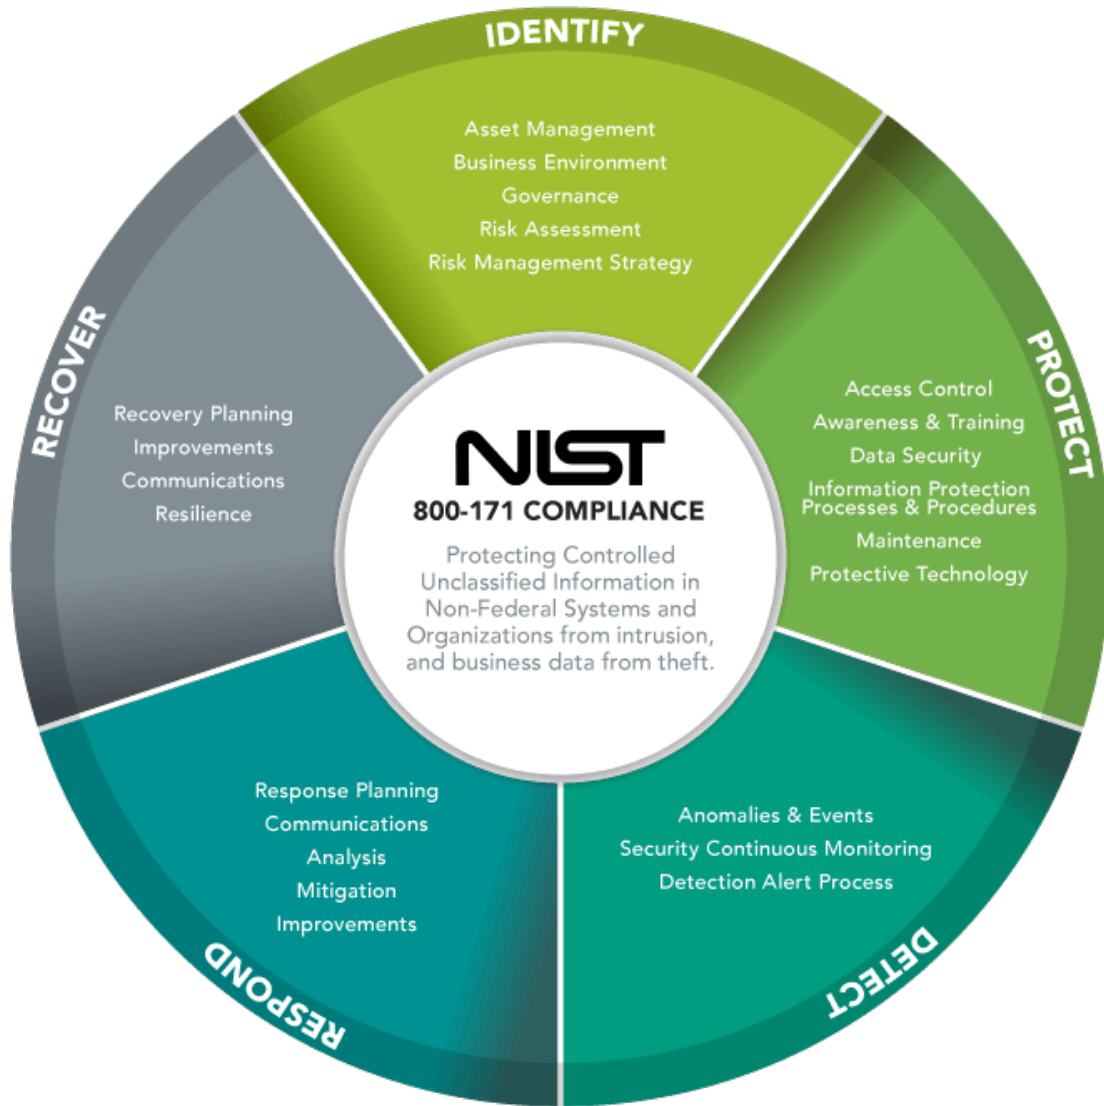 IDENTIFY
Asset Management
Business Environment
Governance
Risk Assessment
Risk Management Strategy
PROTECT
Access Control
Awareness & Training
Data Security
Information Protection
Processes & Procedures
Maintenance
Protective Technology
DETECT
Anomalies & Events
Security Continuous Monitoring
Detection Alert Process
RESPOND
Response Planning
Communications
Analysis
Mitigation
Improvements
RECOVER
Recovery Planning
Improvements
Communications
Resilience
NIST
800-171 COMPLIANCE
Protecting Controlled
Unclassified Information in
Non-Federal Systems and
Organizations from intrusion,
and business data from theft.